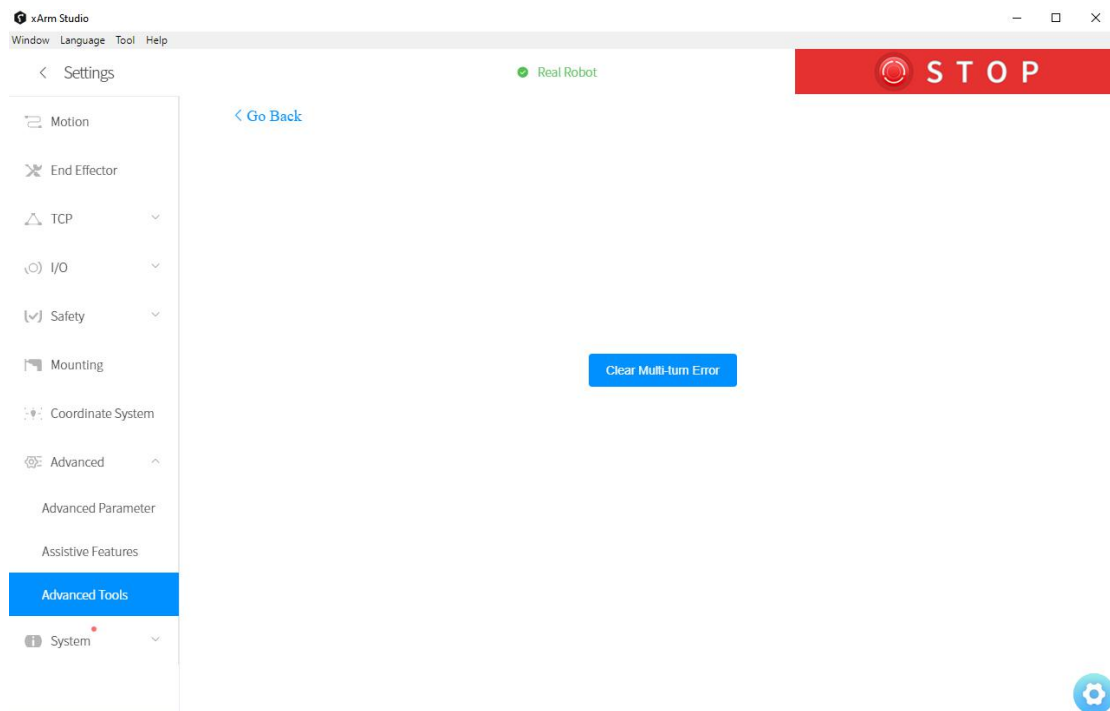 xArm Studio
Window Language Tool Help
Settings
Real Robot
STOP
Motion
Go Back
End Effector
TCP
I/O
Safety
Mounting
Clear Multi-turn Error
Coordinate System
Advanced
Advanced Parameter
Assistive Features
Advanced Tools
System